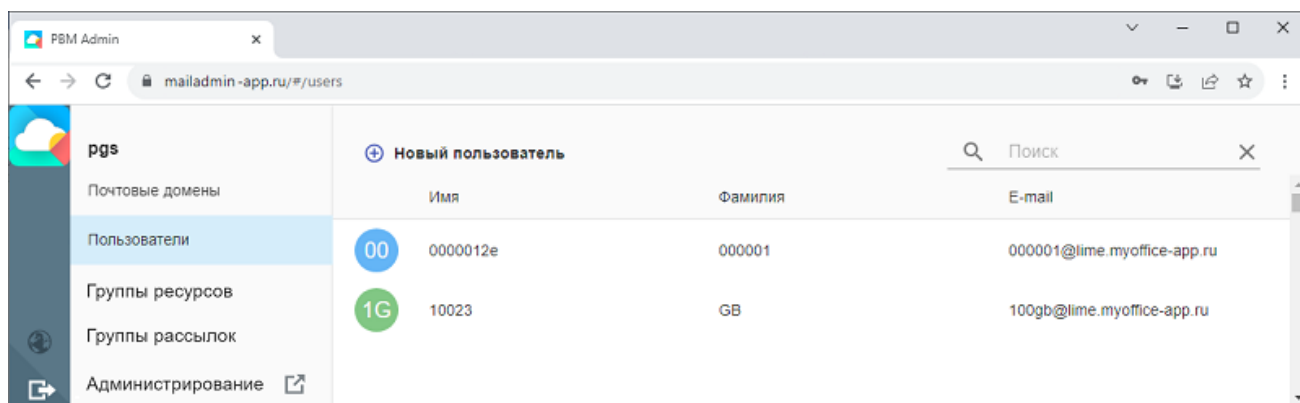 PBM Admin
mailadmin-app.ru/#/users
pgs
Почтовые домены
Пользователи
Группы ресурсов
Группы рассылок
Администрирование
Новый пользователь
Поиск
Имя Фамилия E-mail
00 0000012e 000001 000001@lime.myoffice-app.ru
1G 10023 GB 100gb@lime.myoffice-app.ru